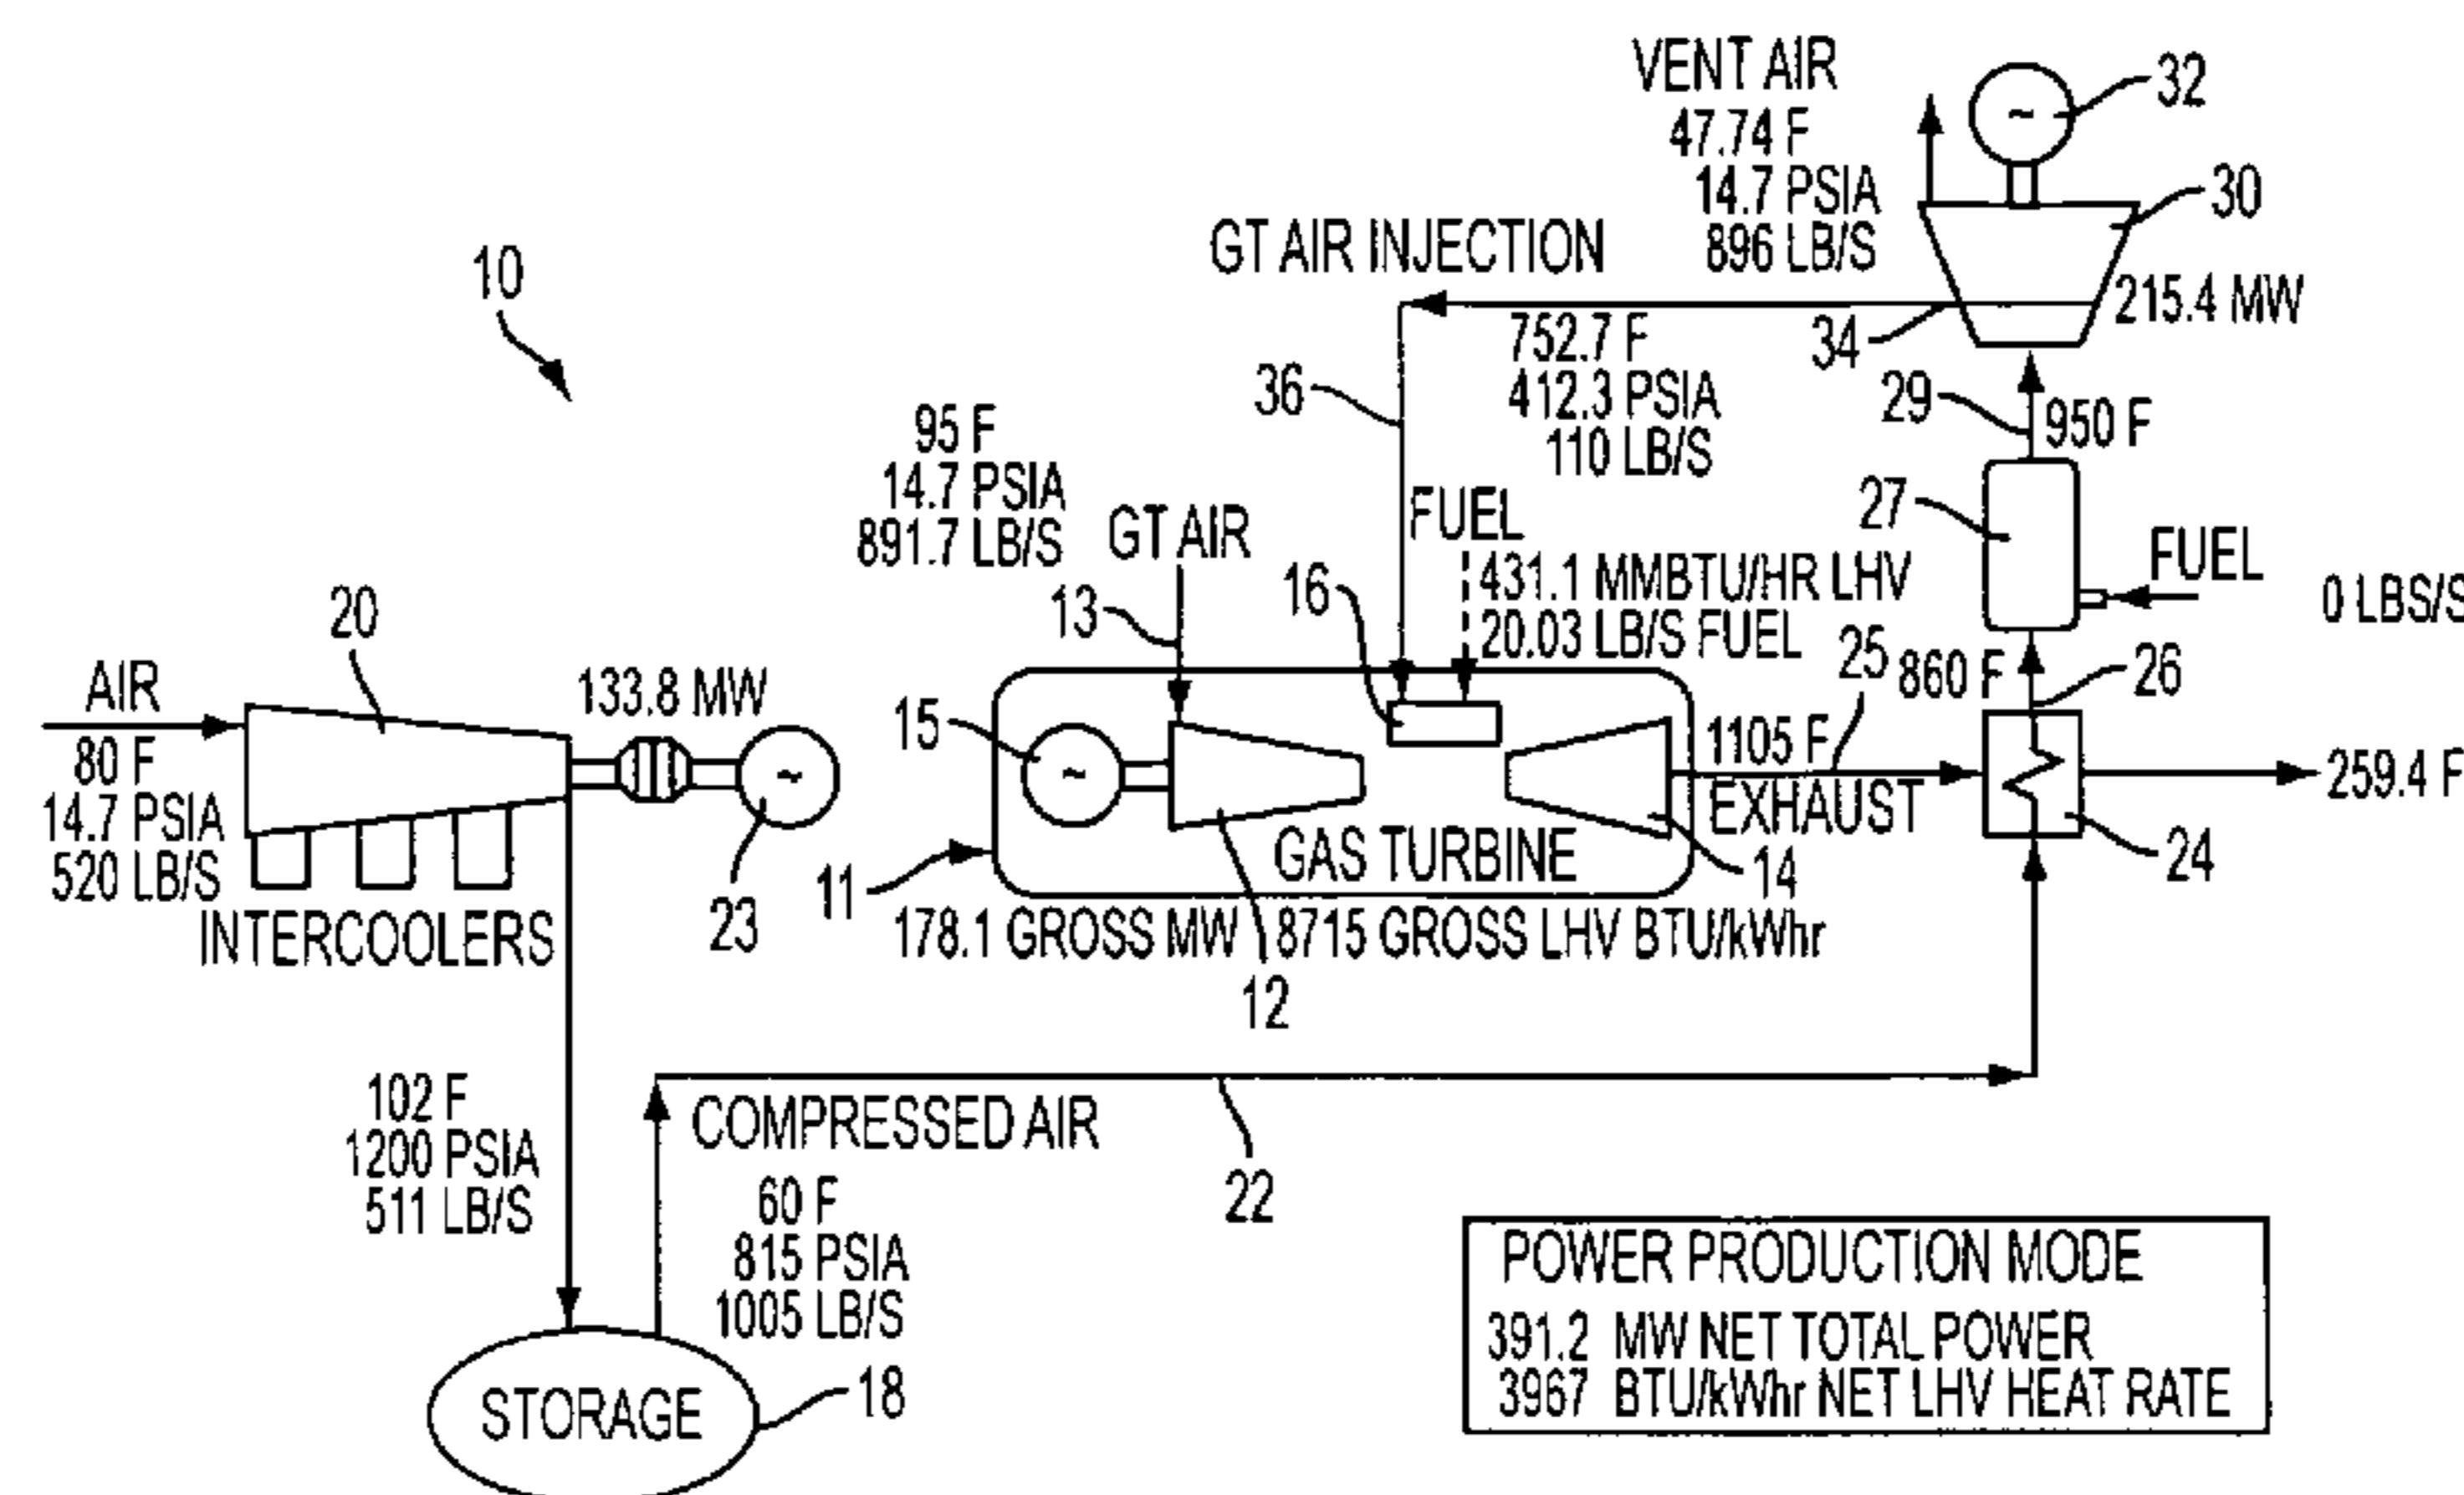 VENT AIR
47.74 F
14.7 PSIA
896 LB/S
32
30
215.4 MW
GT AIR INJECTION
34
752.7 F
412.3 PSIA
110 LB/S
36
29
950 F
10
95 F
14.7 PSIA
891.7 LB/S
GT AIR
13
FUEL
431.1 MMBTU/HR LHV
20.03 LB/S FUEL
16
27
FUEL
0 LBS/S
25
860 F
26
20
AIR
80 F
14.7 PSIA
520 LB/S
INTERCOOLERS
133.8 MW
23
15
11
GAS TURBINE
14
1105 F
EXHAUST
259.4 F
24
178.1 GROSS MW
8715 GROSS LHV BTU/kWhr
12
102 F
1200 PSIA
511 LB/S
COMPRESSED AIR
60 F
815 PSIA
1005 LB/S
22
STORAGE
18
POWER PRODUCTION MODE
391.2 MW NET TOTAL POWER
3967 BTU/kWhr NET LHV HEAT RATE